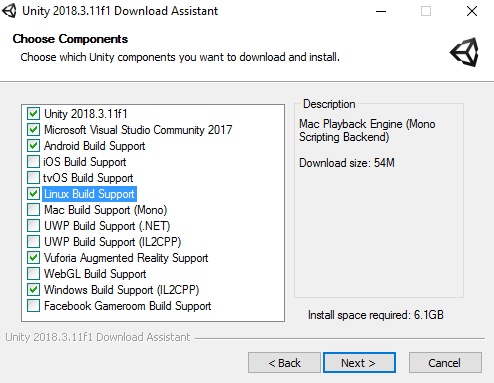 Unity 2018.3.11f1 Download Assistant
Choose Components
Choose which Unity components you want to download and install.
Unity 2018.3.11f1
Microsoft Visual Studio Community 2017
Android Build Support
iOS Build Support
tvOS Build Support
Linux Build Support
Mac Build Support (Mono)
UWP Build Support (.NET)
UWP Build Support (IL2CPP)
Vuforia Augmented Reality Support
WebGL Build Support
Windows Build Support (IL2CPP)
Facebook Gameroom Build Support
Description
Mac Playback Engine (Mono
Scripting Backend)
Download size: 54M
Install space required: 6.1GB
Unity 2018.3.11f1 Download Assistant
< Back
Next >
Cancel